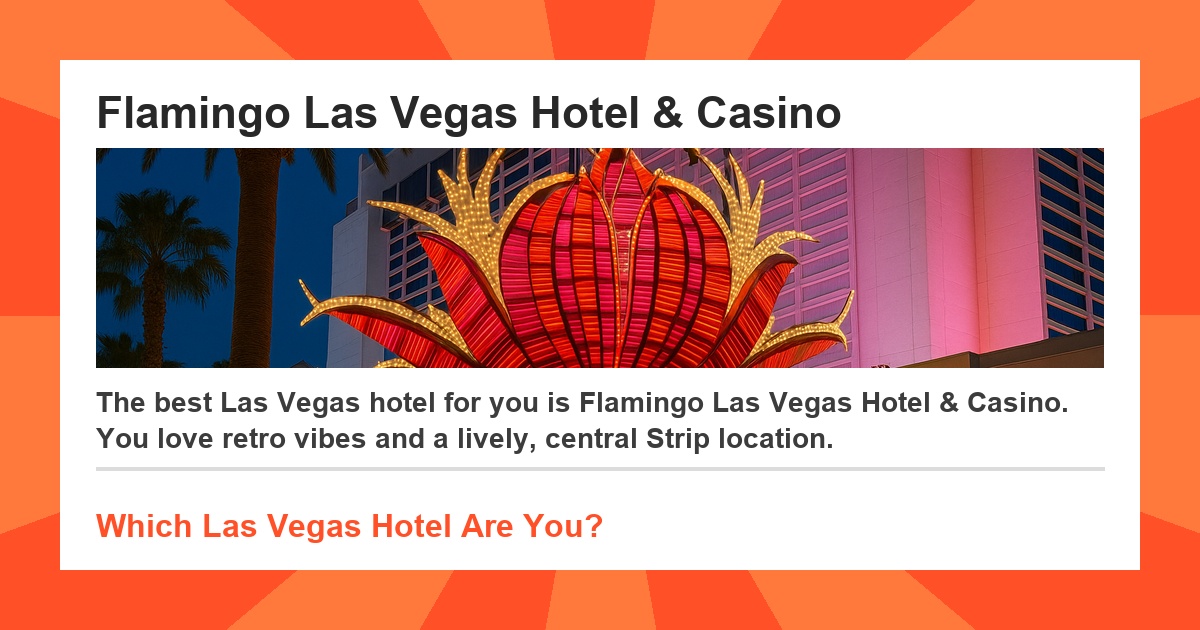 Flamingo Las Vegas Hotel & Casino
The best Las Vegas hotel for you is Flamingo Las Vegas Hotel & Casino.
You love retro vibes and a lively, central Strip location.
Which Las Vegas Hotel Are You?